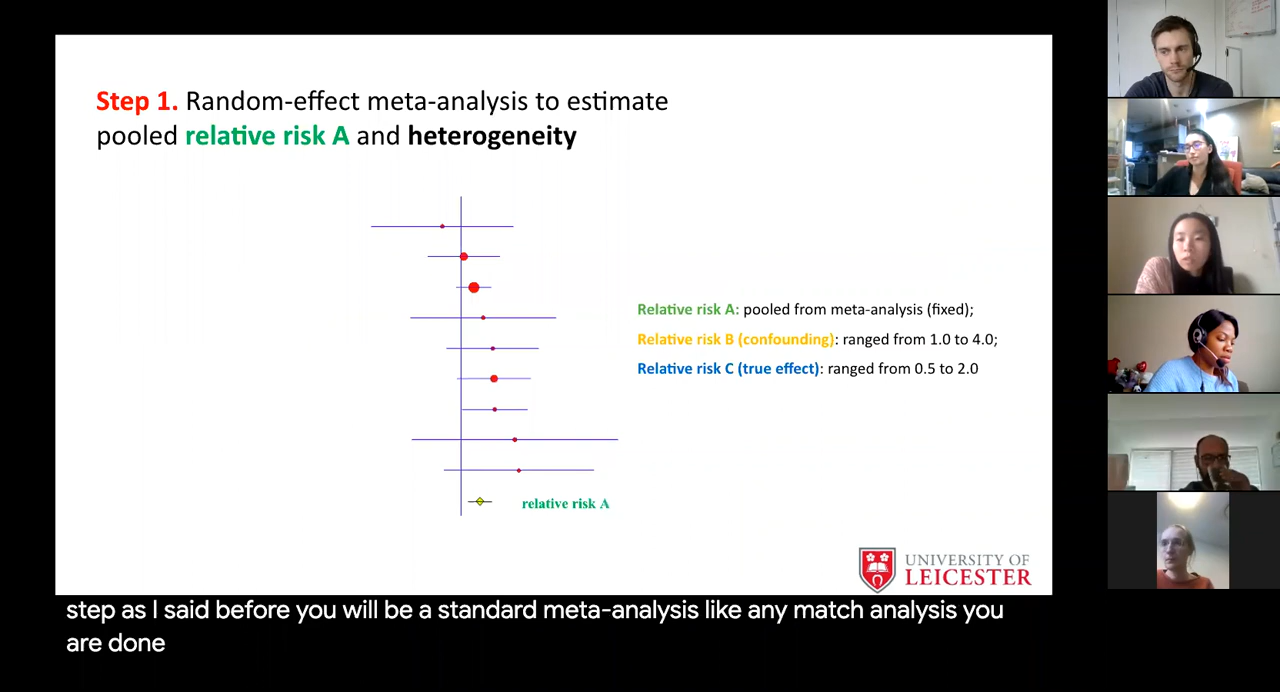 Step 1. Random-effect meta-analysis to estimate
pooled relative risk A and heterogeneity
Relative risk A: pooled from meta-analysis (fixed);
Relative risk B (confounding): ranged from 1.0 to 4.0;
Relative risk C (true effect): ranged from 0.5 to 2.0
relative risk A
UNIVERSITY OF
LEICESTER
step as I said before you will be a standard meta-analysis like any match analysis you
are done